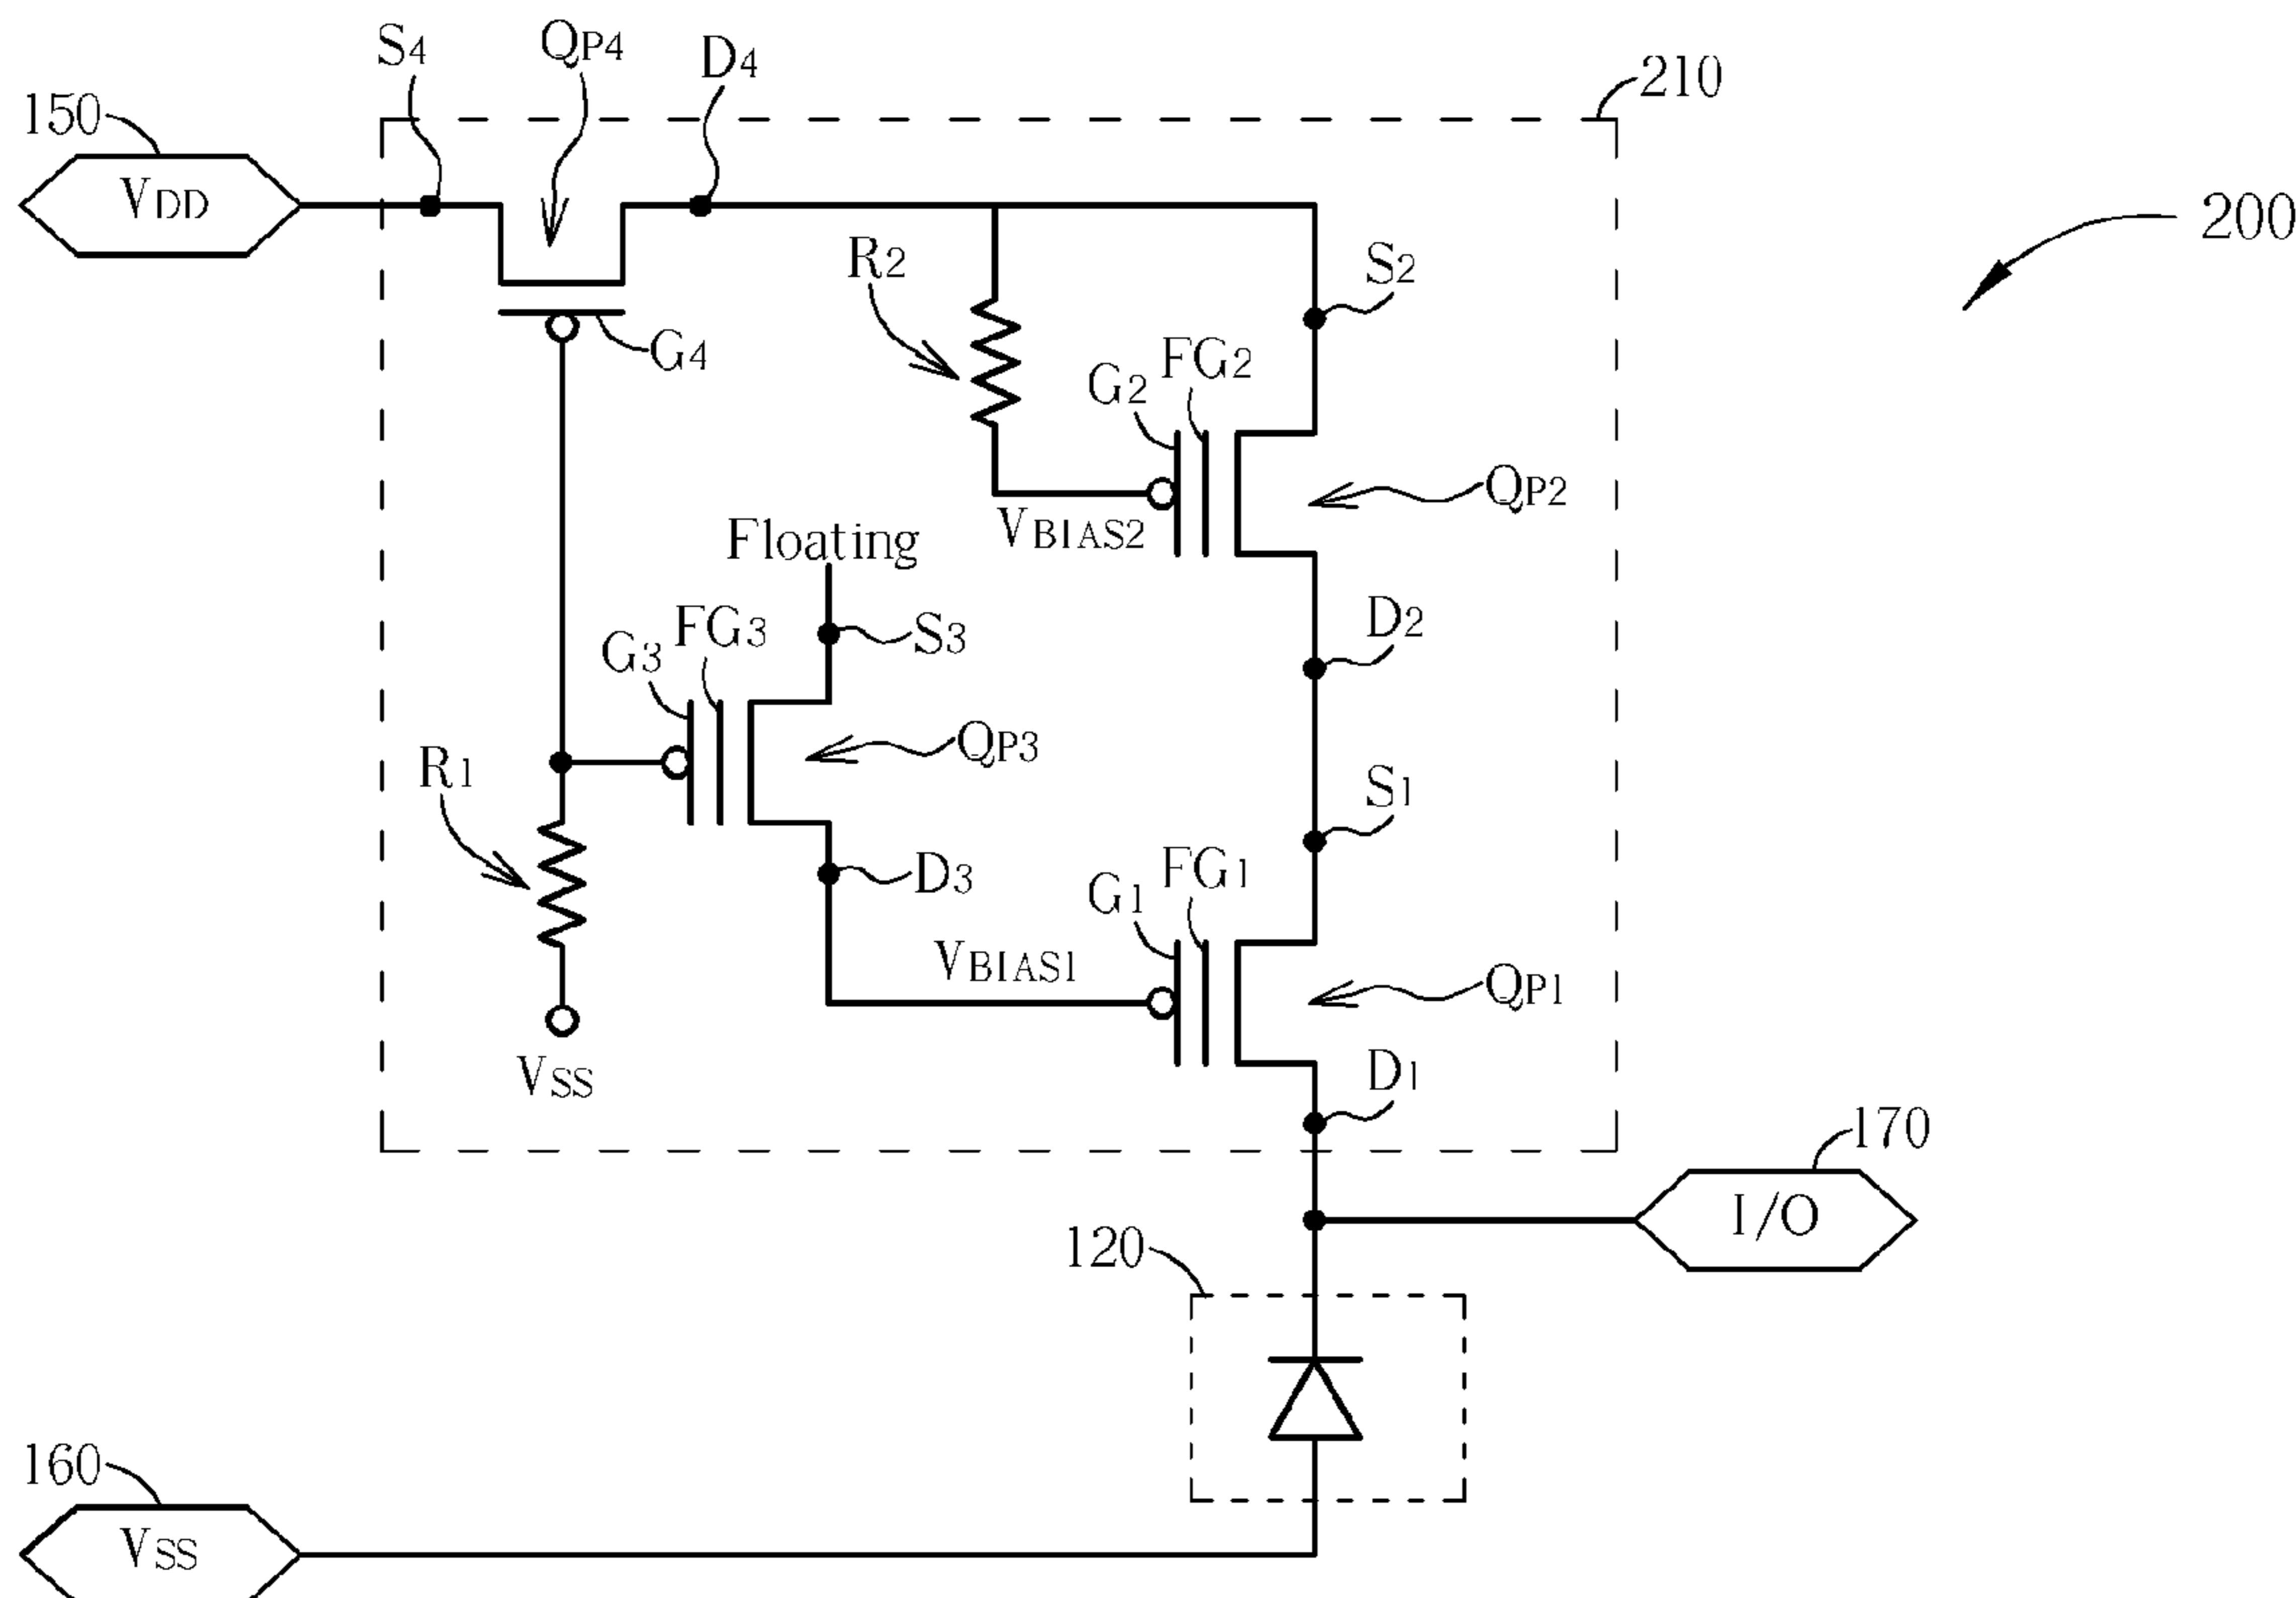 S4
QP4
D4
210
150
VDD
200
R2
S2
G4
G2
FG2
QP2
VBIAS2
Floating
D2
G3
FG3
S3
QP3
R1
S1
D3
G1
FG1
VBIAS1
QP1
VSS
D1
170
I/O
120
160
VSS